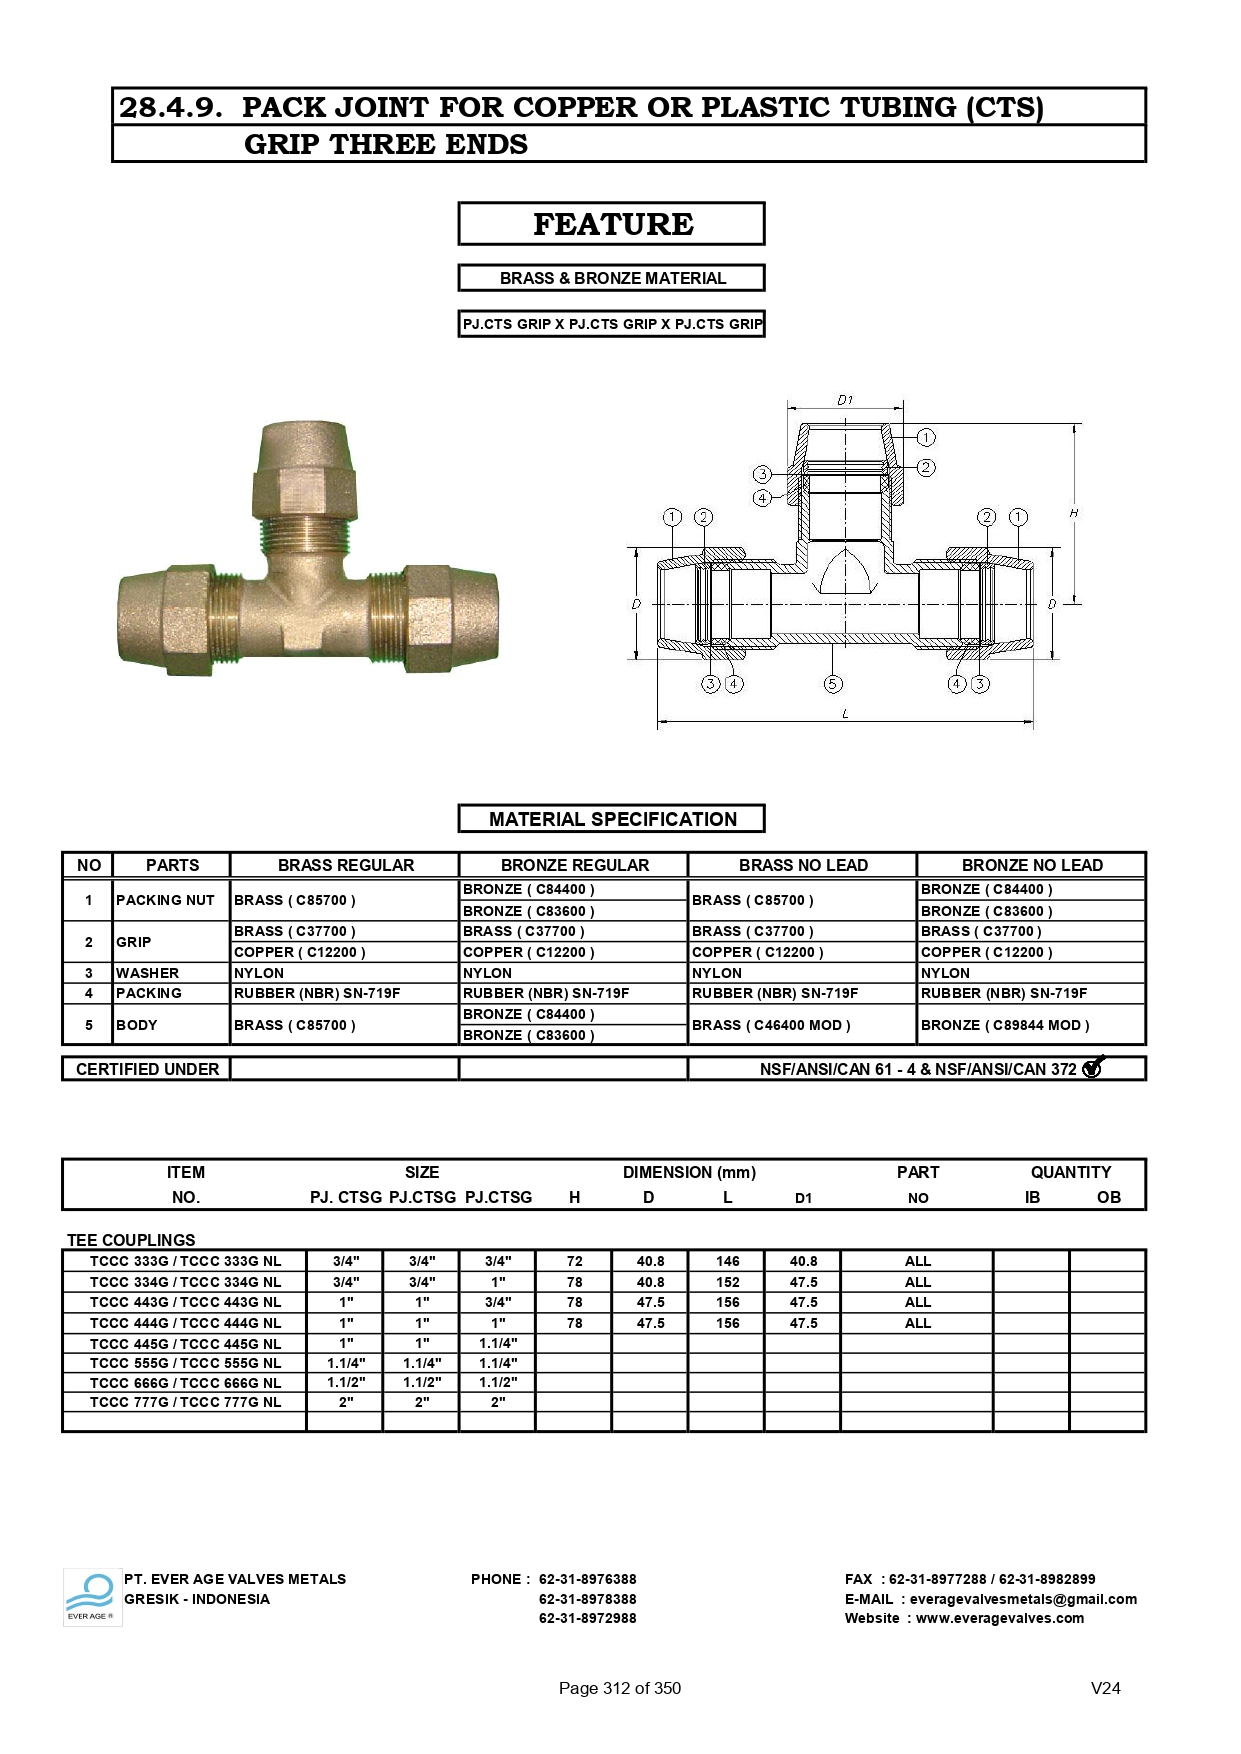 28.4.9. PACK JOINT FOR COPPER OR PLASTIC TUBING (CTS)
GRIP THREE ENDS
FEATURE
BRASS & BRONZE MATERIAL
PJ.CTS GRIP X PJ.CTS GRIP X PJ.CTS GRIP
D1
1
2
3
4
H
1 2
2 1
D
D
3 4
5
4 3
L
MATERIAL SPECIFICATION
NO PARTS BRASS REGULAR BRONZE REGULAR BRASS NO LEAD BRONZE NO LEAD
1 PACKING NUT BRASS ( C85700 ) BRONZE ( C84400 ) BRASS ( C85700 ) BRONZE ( C84400 )
BRONZE ( C83600 ) BRONZE ( C83600 )
2 GRIP BRASS ( C37700 ) BRASS ( C37700 ) BRASS ( C37700 ) BRASS ( C37700 )
COPPER ( C12200 ) COPPER ( C12200 ) COPPER ( C12200 ) COPPER ( C12200 )
3 WASHER NYLON NYLON NYLON NYLON
4 PACKING RUBBER (NBR) SN-719F RUBBER (NBR) SN-719F RUBBER (NBR) SN-719F RUBBER (NBR) SN-719F
5 BODY BRASS ( C85700 ) BRONZE ( C84400 ) BRASS ( C46400 MOD ) BRONZE ( C89844 MOD )
BRONZE ( C83600 )
CERTIFIED UNDER NSF/ANSI/CAN 61 - 4 & NSF/ANSI/CAN 372
ITEM SIZE DIMENSION (mm) PART QUANTITY
NO. PJ. CTSG PJ.CTSG PJ.CTSG H D L D1 NO IB OB
TEE COUPLINGS
TCCC 333G / TCCC 333G NL 3/4" 3/4" 3/4" 72 40.8 146 40.8 ALL
TCCC 334G / TCCC 334G NL 3/4" 3/4" 1" 78 40.8 152 47.5 ALL
TCCC 443G / TCCC 443G NL 1" 1" 3/4" 78 47.5 156 47.5 ALL
TCCC 444G / TCCC 444G NL 1" 1" 1" 78 47.5 156 47.5 ALL
TCCC 445G / TCCC 445G NL 1" 1" 1.1/4"
TCCC 555G / TCCC 555G NL 1.1/4" 1.1/4" 1.1/4"
TCCC 666G / TCCC 666G NL 1.1/2" 1.1/2" 1.1/2"
TCCC 777G / TCCC 777G NL 2" 2" 2"
EVER AGE ®
PT. EVER AGE VALVES METALS PHONE : 62-31-8976388 FAX : 62-31-8977288 / 62-31-8982899
GRESIK - INDONESIA 62-31-8978388 E-MAIL : everagevalvesmetals@gmail.com
62-31-8972988 Website : www.everagevalves.com
Page 312 of 350 V24